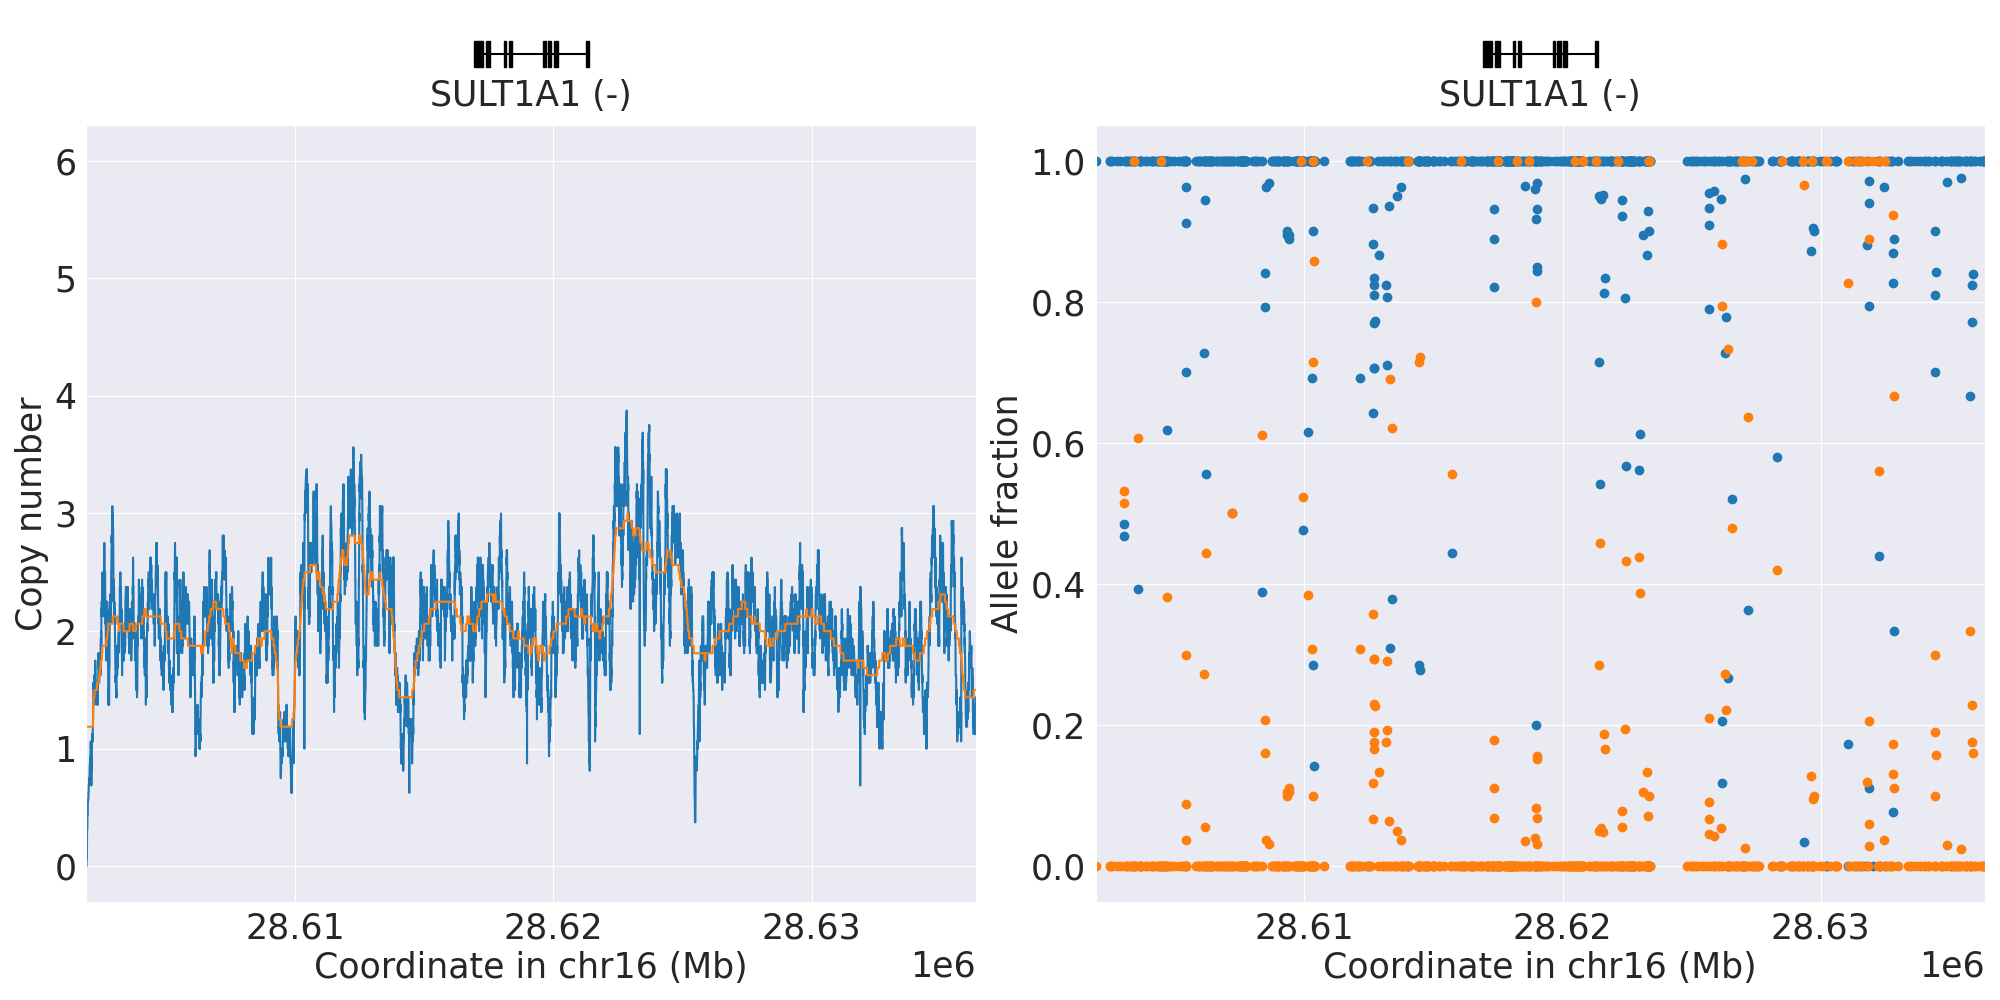 SULT1A1 (-)
6
5
4
3
2
1
0
Copy number
28.61
28.62
28.63
Coordinate in chr16 (Mb)
1e6
SULT1A1 (-)
1.0
0.8
0.6
0.4
0.2
0.0
Allele fraction
28.61
28.62
28.63
Coordinate in chr16 (Mb)
1e6